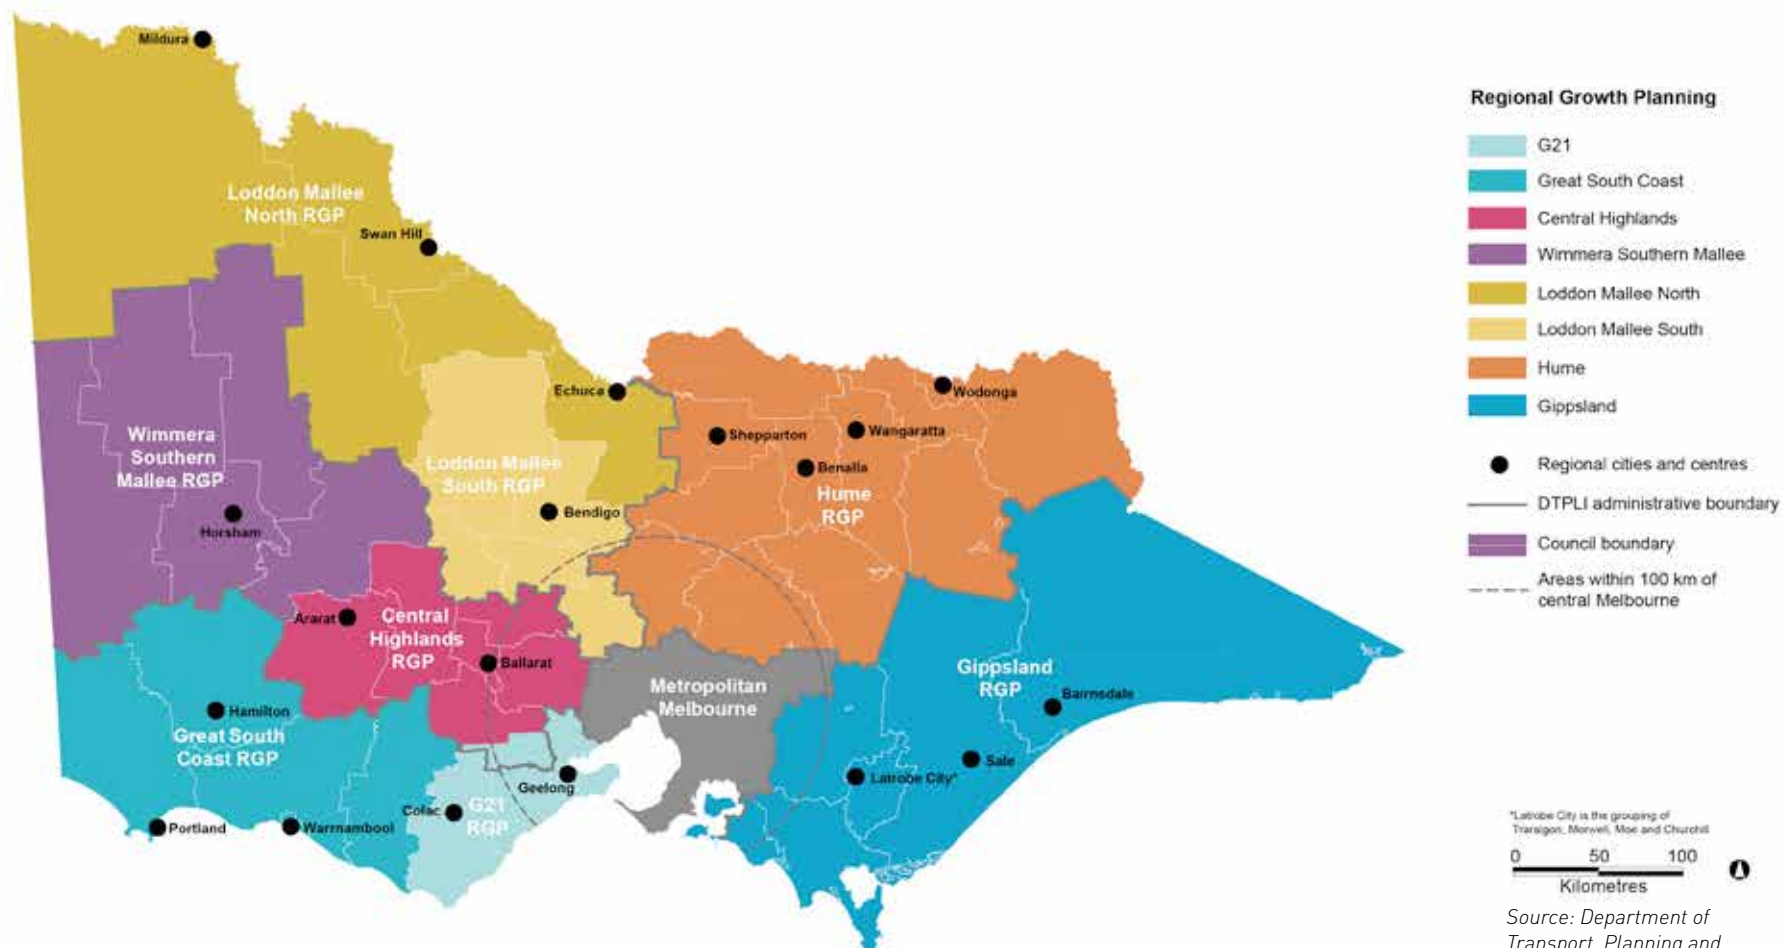 Mildura
Loddon Mallee
North RGP
Swan Hill
Echuca
Wodonga
Shepparton
Wangaratta
Benalla
Hume
RGP
Wimmera
Southern
Mallee RGP
Loddon Mallee
South RGP
Bendigo
Horsham
Ararat
Central
Highlands
RGP
Ballarat
Metropolitan
Melbourne
Gippsland
RGP
Bairnsdale
Hamilton
Great South
Coast RGP
Sale
Latrobe City*
Geelong
Colac
G21
RGP
Portland
Warrnambool
Regional Growth Planning
G21
Great South Coast
Central Highlands
Wimmera Southern Mallee
Loddon Mallee North
Loddon Mallee South
Hume
Gippsland
Regional cities and centres
DTPLI administrative boundary
Council boundary
Areas within 100 km of
central Melbourne
*Latrobe City is the grouping of
Traralgon, Morwell, Moe and Churchill
0 50 100
Kilometres
Source: Department of
Transport, Planning and